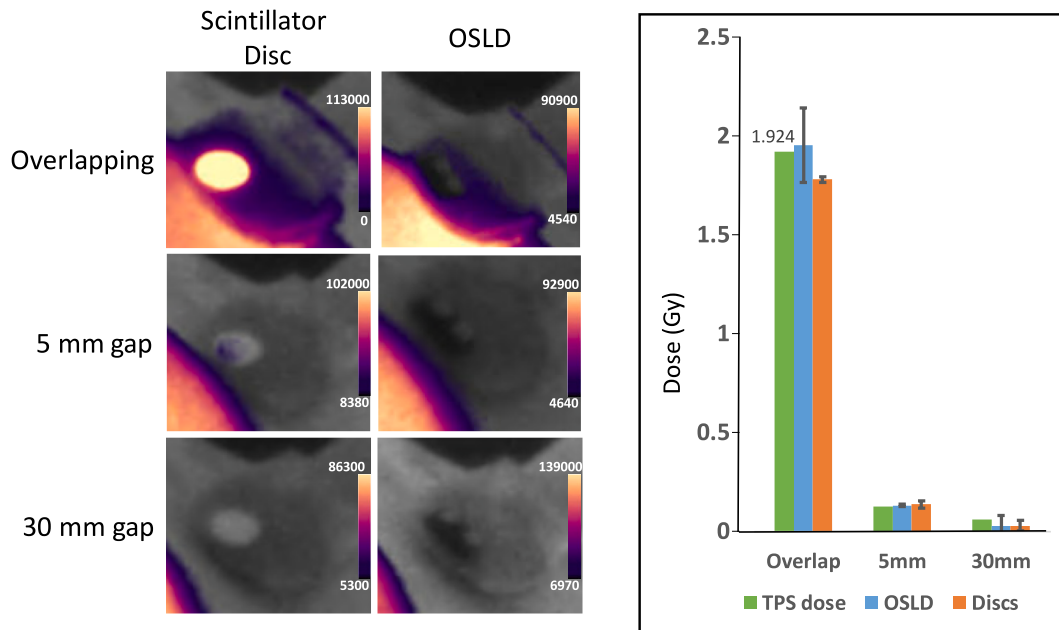 Scintillator
Disc
OSLD
Overlapping
113000
0
90900
4540
5 mm gap
102000
8380
92900
4640
30 mm gap
86300
5300
139000
6970
Dose (Gy)
2.5
2
1.5
1
0.5
0
1.924
Overlap 5mm 30mm
TPS dose OSLD Discs